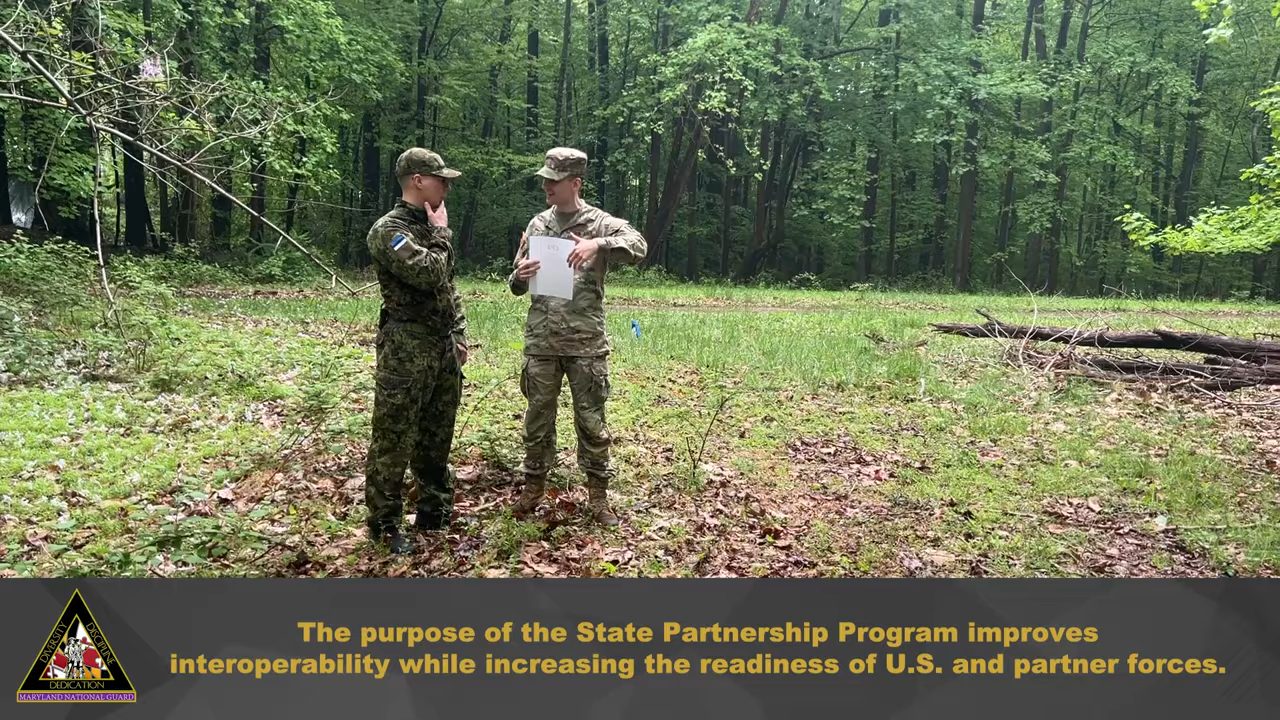 The purpose of the State Partnership Program improves
interoperability while increasing the readiness of U.S. and partner forces.
DIVERSITY
DISCIPLINE
DEDICATION
MARYLAND NATIONAL GUARD